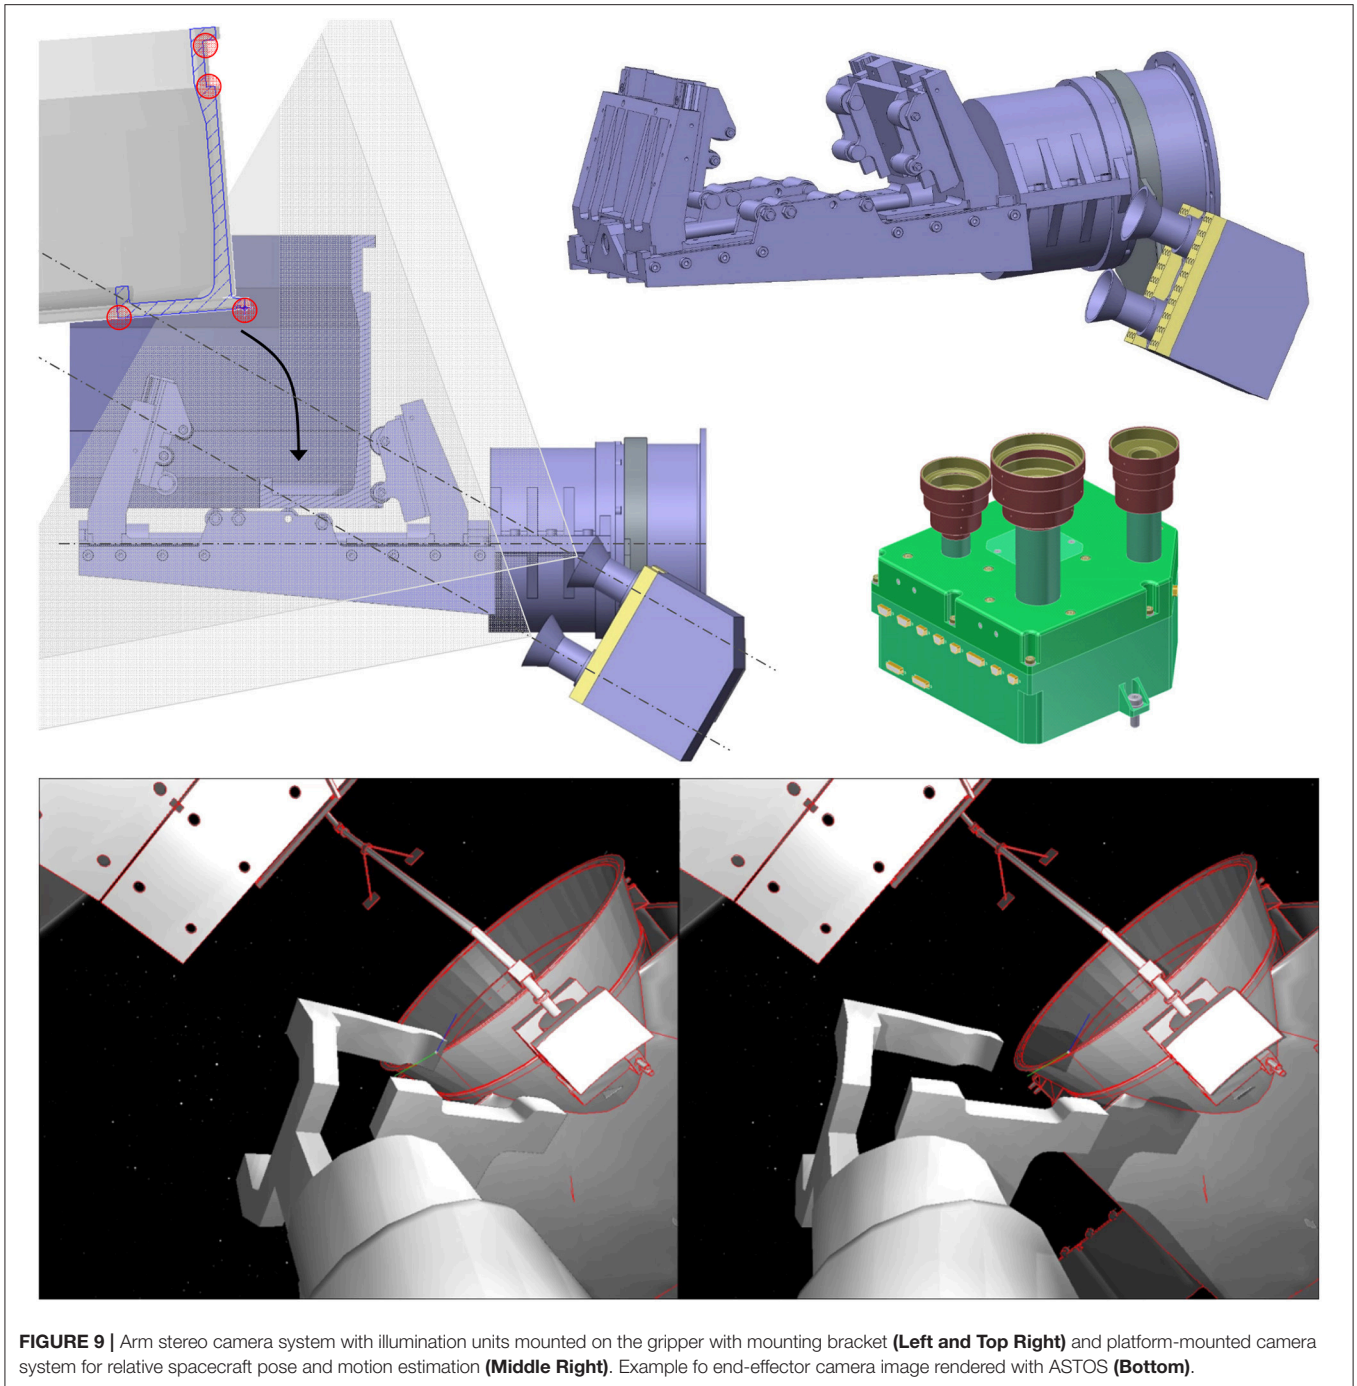 FIGURE 9 | Arm stereo camera system with illumination units mounted on the gripper with mounting bracket (Left and Top Right) and platform-mounted camera
system for relative spacecraft pose and motion estimation (Middle Right). Example fo end-effector camera image rendered with ASTOS (Bottom).